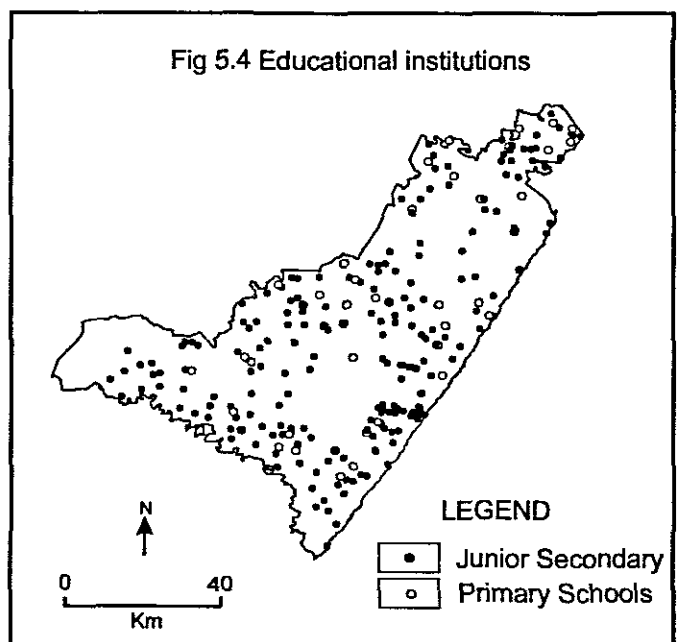 Fig 5.4 Educational institutions
N
0 40
Km
LEGEND
Junior Secondary
Primary Schools